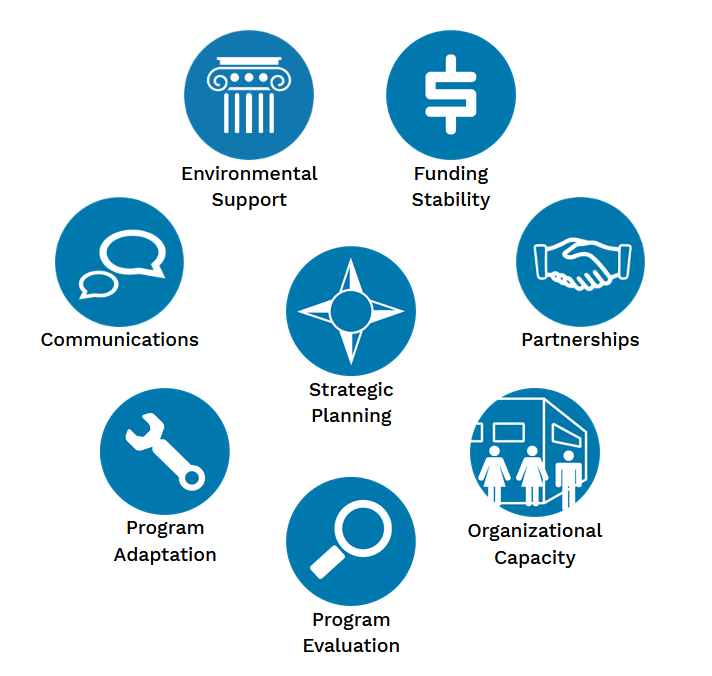 Environmental
Support
Funding
Stability
Communications
Partnerships
Strategic
Planning
Program
Adaptation
Organizational
Capacity
Program
Evaluation